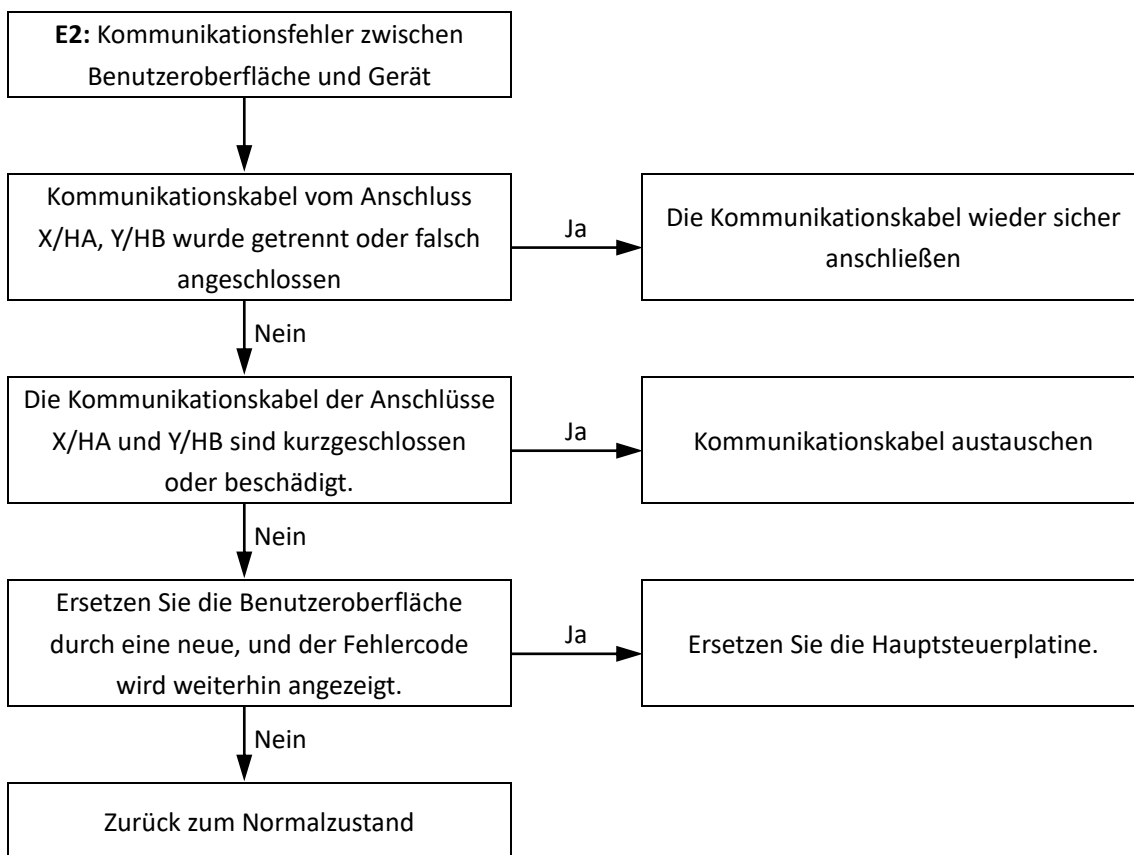 E2: Kommunikationsfehler zwischen
Benutzeroberfläche und Gerät
Kommunikationskabel vom Anschluss
X/HA, Y/HB wurde getrennt oder falsch
angeschlossen
Ja
Die Kommunikationskabel wieder sicher
anschließen
Nein
Die Kommunikationskabel der Anschlüsse
X/HA und Y/HB sind kurzgeschlossen
oder beschädigt.
Ja
Kommunikationskabel austauschen
Nein
Ersetzen Sie die Benutzeroberfläche
durch eine neue, und der Fehlercode
wird weiterhin angezeigt.
Ja
Ersetzen Sie die Hauptsteuerplatine.
Nein
Zurück zum Normalzustand